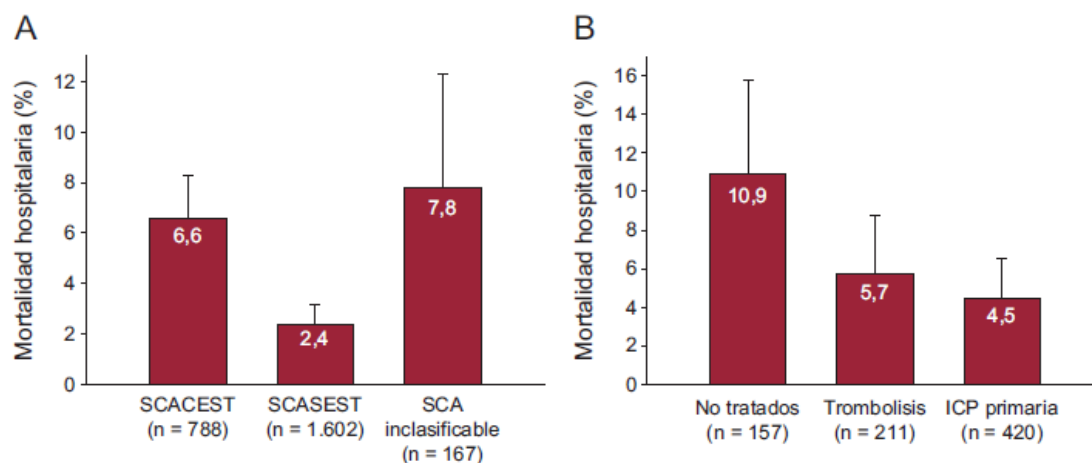 A
Mortalidad hospitalaria (%)
12
10
8
6
4
2
0
6,6
2,4
7,8
SCACEST
(n = 788)
SCASEST
(n = 1.602)
SCA
inclasificable
(n = 167)
B
Mortalidad hospitalaria (%)
16
14
12
10
8
6
4
2
0
10,9
5,7
4,5
No tratados
(n = 157)
Trombolisis
(n = 211)
ICP primaria
(n = 420)